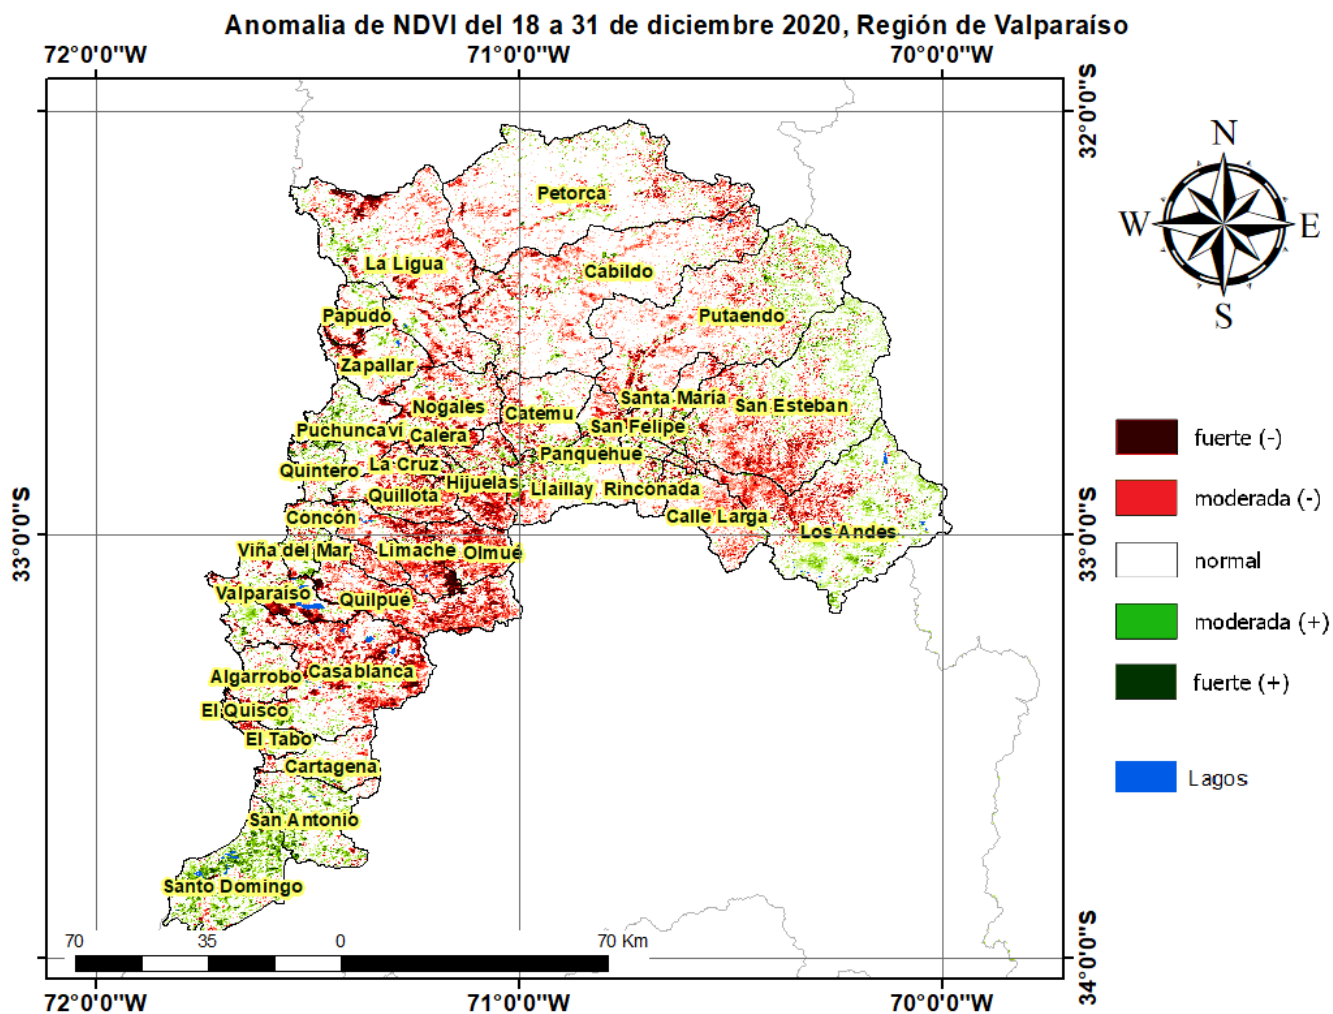 Anomalia de NDVI del 18 a 31 de diciembre 2020, Región de Valparaíso
72°0'0"W 71°0'0"W 70°0'0"W
32°0'0"S
N
W E
S
Petorca
La Ligua
Cabildo
Papudo
Putaendo
Zapallar
Santa María
Nogales
Catemu
San Esteban
Puchuncaví
Calera
San Felipe
Panquehue
Quintero
La Cruz
Hijuelas
Quillota
Llaillay
Rinconada
Concón
Calle Larga
Los Andes
33°0'0"S
33°0'0"S
Viña del Mar
Limache
Olmué
Valparaíso
Quilpué
Algarrobo
Casablanca
El Quisco
El Tabo
Cartagena
San Antonio
Santo Domingo
fuerte (-)
moderada (-)
normal
moderada (+)
fuerte (+)
Lagos
70 35 0 70 Km
34°0'0"S
72°0'0"W 71°0'0"W 70°0'0"W